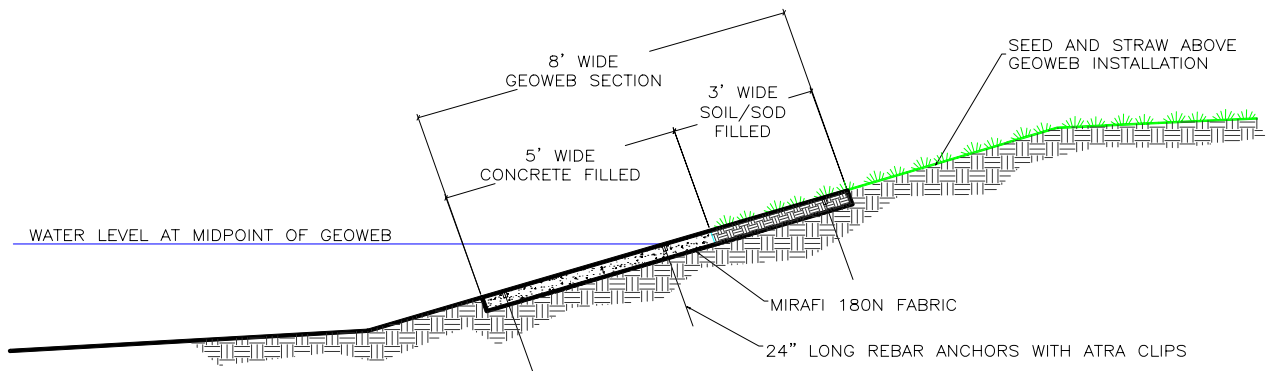 8' WIDE
GEOWEB SECTION
3' WIDE
SOIL/SOD
FILLED
5' WIDE
CONCRETE FILLED
SEED AND STRAW ABOVE
GEOWEB INSTALLATION
WATER LEVEL AT MIDPOINT OF GEOWEB
MIRAFI 180N FABRIC
24" LONG REBAR ANCHORS WITH ATRA CLIPS